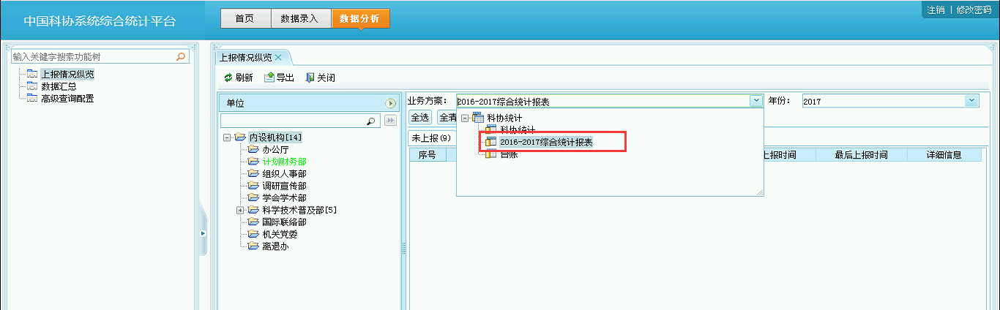 中国科协系统综合统计平台
首页
数据录入
数据分析
注销 | 修改密码
输入关键字搜索功能树
上报情况纵览
数据汇总
高级查询配置
上报情况纵览
刷新
导出
关闭
单位
内设机构[14]
办公厅
计划财务部
组织人事部
调研宣传部
学会学术部
科学技术普及部[5]
国际联络部
机关党委
离退办
业务方案:
2016-2017综合统计报表
年份:
2017
全选
全清
科协统计
科协统计
2016-2017综合统计报表
台账
未上报(9)
序号
上报时间
最后上报时间
详细信息